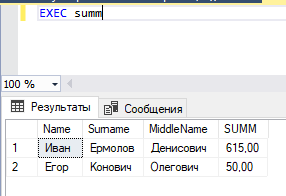 EXEC summ
100 %
Результаты Сообщения
Name Surname MiddleName SUMM
1 Иван Ермолов Денисович 615,00
2 Егор Конович Олегович 50,00